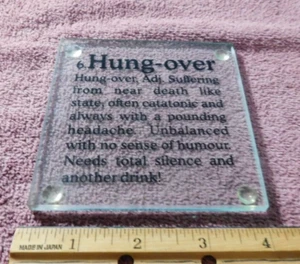 6.Hung-over
Hung-over, Adj. Suffering
from near death like
state, often catatonic and
always with a pounding
headache. Unbalanced
with no sense of humour.
Needs total silence and
another drink!
MADE IN JAPAN 1 2 3 4